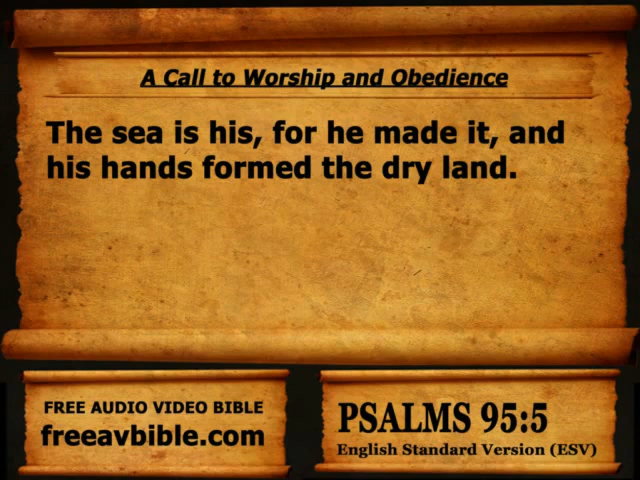 A Call to Worship and Obedience
The sea is his, for he made it, and
his hands formed the dry land.
FREE AUDIO VIDEO BIBLE
freeavbible.com
PSALMS 95:5
English Standard Version (ESV)